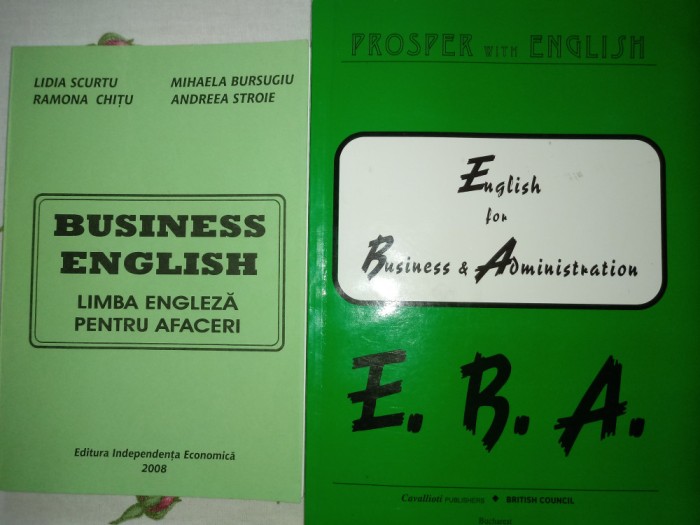 LIDIA SCURTU MIHAELA BURSUGIU
RAMONA CHIȚU ANDREEA STROIE
BUSINESS
ENGLISH
LIMBA ENGLEZĂ
PENTRU AFACERI
Editura Independența Economică
2008
PROSPER WITH ENGLISH
English
for
Business & Administration
E. B. A.
Cavallioti PUBLISHERS ♦ BRITISH COUNCIL